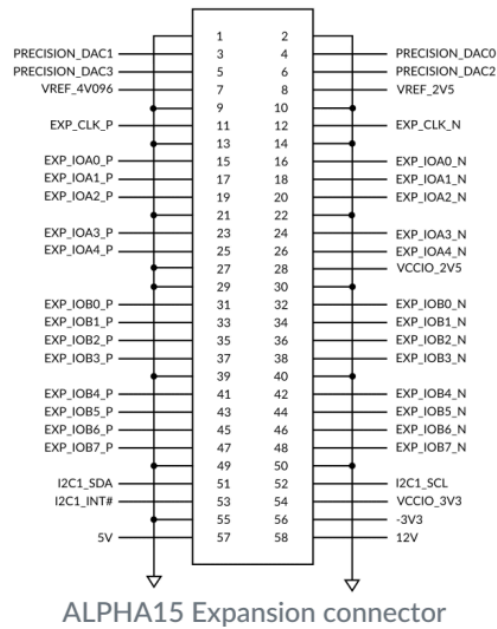 1 2
PRECISION_DAC1 3 4 PRECISION_DAC0
PRECISION_DAC3 5 6 PRECISION_DAC2
VREF_4V096 7 8 VREF_2V5
9 10
EXP_CLK_P 11 12 EXP_CLK_N
13 14
EXP_IOA0_P 15 16 EXP_IOA0_N
EXP_IOA1_P 17 18 EXP_IOA1_N
EXP_IOA2_P 19 20 EXP_IOA2_N
21 22
EXP_IOA3_P 23 24 EXP_IOA3_N
EXP_IOA4_P 25 26 EXP_IOA4_N
27 28 VCCIO_2V5
29 30
EXP_IOB0_P 31 32 EXP_IOB0_N
EXP_IOB1_P 33 34 EXP_IOB1_N
EXP_IOB2_P 35 36 EXP_IOB2_N
EXP_IOB3_P 37 38 EXP_IOB3_N
39 40
EXP_IOB4_P 41 42 EXP_IOB4_N
EXP_IOB5_P 43 44 EXP_IOB5_N
EXP_IOB6_P 45 46 EXP_IOB6_N
EXP_IOB7_P 47 48 EXP_IOB7_N
49 50
I2C1_SDA 51 52 I2C1_SCL
I2C1_INT# 53 54 VCCIO_3V3
55 56 -3V3
5V 57 58 12V
ALPHA15 Expansion connector